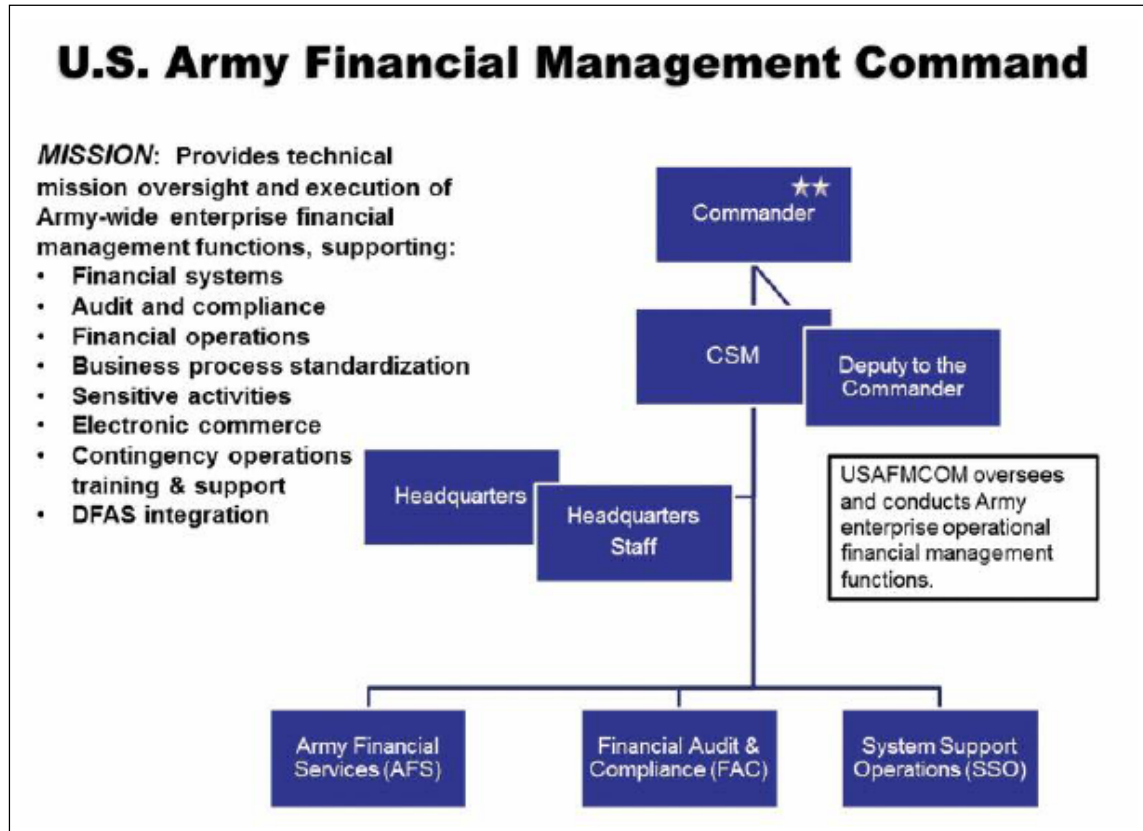 U.S. Army Financial Management Command
MISSION: Provides technical
mission oversight and execution of
Army-wide enterprise financial
management functions, supporting:
• Financial systems
• Audit and compliance
• Financial operations
• Business process standardization
• Sensitive activities
• Electronic commerce
• Contingency operations
training & support
• DFAS integration
Commander
CSM
Deputy to the
Commander
Headquarters
Headquarters
Staff
USAFMCOM oversees
and conducts Army
enterprise operational
financial management
functions.
Army Financial
Services (AFS)
Financial Audit &
Compliance (FAC)
System Support
Operations (SSO)